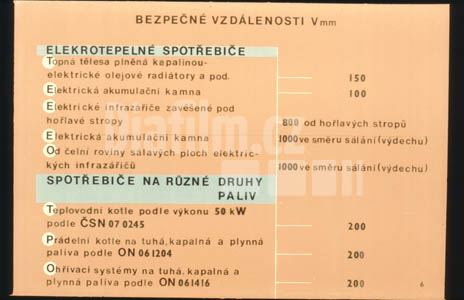 BEZPEČNÉ VZDÁLENOSTI V mm
ELEKROTEPELNÉ SPOTŘEBIČE
Topná tělesa plněná kapalinou-
elektrické olejové radiátory a pod. 150
Elektrická akumulační kamna 100
Elektrické infrazářiče zavěšené pod
hořlavé stropy 800 od hořlavých stropů
Elektrická akumulační kamna 1000 ve směru sálání (výdechu)
Od čelní roviny sálavých ploch elektric-
kých infrazářičů 1000 ve směru sálání (výdechu)
SPOTŘEBIČE NA RŮZNÉ DRUHY
PALIV
Teplovodní kotle podle výkonu 50 kW
podle ČSN 07 0245 200
Prádelní kotle na tuhá, kapalná a plynná
paliva podle ON 061204 200
Ohřívací systémy na tuhá, kapalná a
plynná paliva podle ON 061416 200
6
diafilm.cz